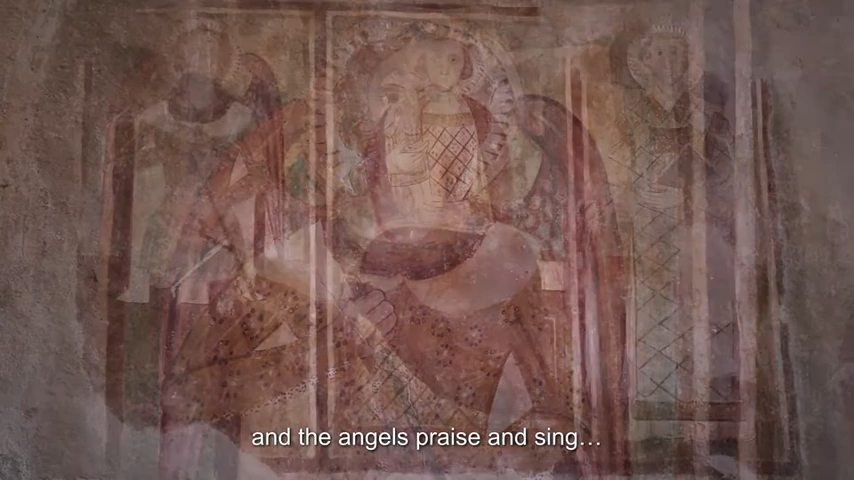 and the angels praise and sing…